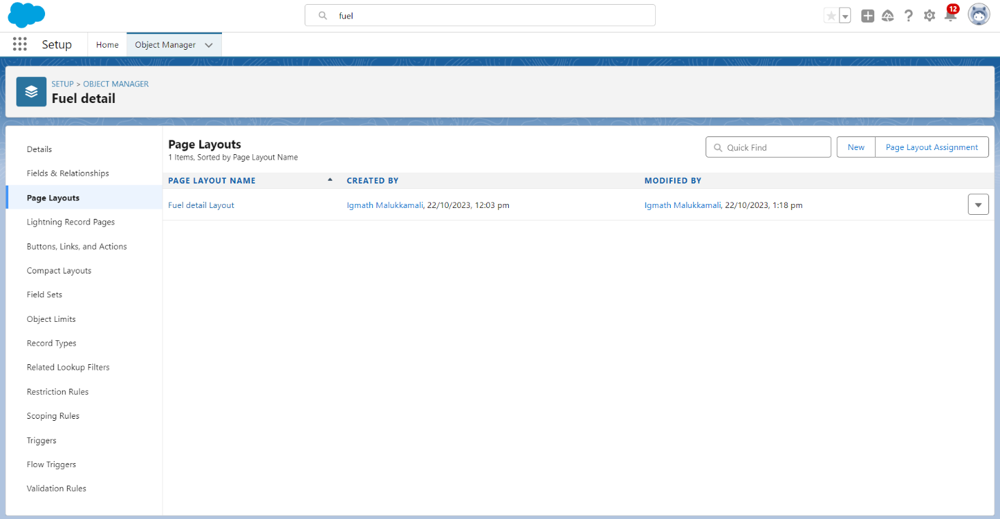 fuel
12
Setup
Home
Object Manager
SETUP > OBJECT MANAGER
Fuel detail
Details
Fields & Relationships
Page Layouts
Lightning Record Pages
Buttons, Links, and Actions
Compact Layouts
Field Sets
Object Limits
Record Types
Related Lookup Filters
Restriction Rules
Scoping Rules
Triggers
Flow Triggers
Validation Rules
Page Layouts
1 Items, Sorted by Page Layout Name
Quick Find
New
Page Layout Assignment
PAGE LAYOUT NAME CREATED BY MODIFIED BY
Fuel detail Layout Igmath Malukkamali, 22/10/2023, 12:03 pm Igmath Malukkamali, 22/10/2023, 1:18 pm